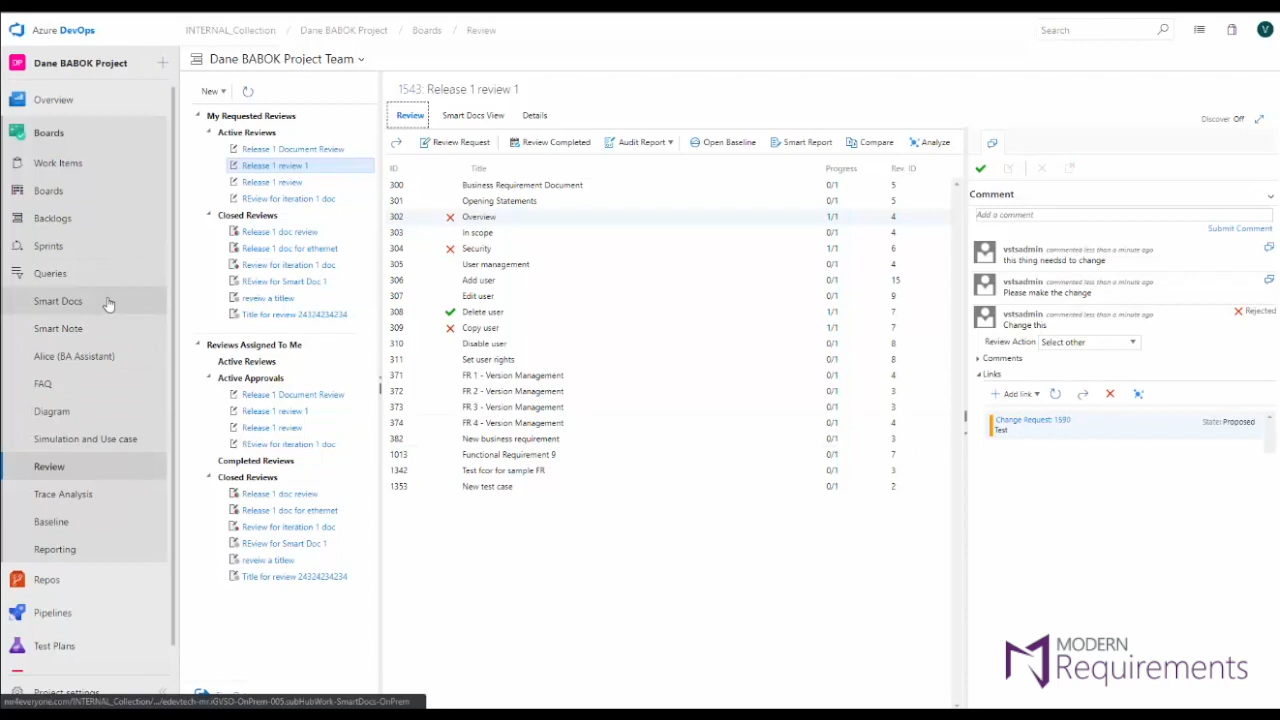 Azure DevOps
INTERNAL_Collection / Dane BABOK Project / Boards / Review
Search
V
DP Dane BABOK Project
Overview
Boards
Work Items
Boards
Backlogs
Sprints
Queries
Smart Docs
Smart Note
Alice (BA Assistant)
FAQ
Diagram
Simulation and Use case
Review
Trace Analysis
Baseline
Reporting
Repos
Pipelines
Test Plans
Project settings
Dane BABOK Project Team
New
My Requested Reviews
Active Reviews
Release 1 Document Review
Release 1 review 1
Release 1 review
REview for iteration 1 doc
Closed Reviews
Release 1 doc review
Release 1 doc for ethernet
Review for iteration 1 doc
REview for Smart Doc 1
reveiw a titlew
Title for review 24324234234
Reviews Assigned To Me
Active Reviews
Active Approvals
Release 1 Document Review
Release 1 review 1
Release 1 review
REview for iteration 1 doc
Completed Reviews
Closed Reviews
Release 1 doc review
Release 1 doc for ethernet
Review for iteration 1 doc
REview for Smart Doc 1
reveiw a titlew
Title for review 24324234234
1543: Release 1 review 1
Review Smart Docs View Details
Discover Off
Review Request Review Completed Audit Report Open Baseline Smart Report Compare Analyze
ID Title Progress Rev. ID
300 Business Requirement Document 0/1 5
301 Opening Statements 0/1 5
302 Overview 1/1 4
303 In scope 0/1 4
304 Security 1/1 6
305 User management 0/1 4
306 Add user 0/1 15
307 Edit user 0/1 9
308 Delete user 1/1 7
309 Copy user 1/1 7
310 Disable user 0/1 8
311 Set user rights 0/1 8
371 FR 1 - Version Management 0/1 4
372 FR 2 - Version Management 0/1 3
373 FR 3 - Version Management 0/1 3
374 FR 4 - Version Management 0/1 4
382 New business requirement 0/1 3
1013 Functional Requirement 9 0/1 7
1342 Test fcor for sample FR 0/1 3
1353 New test case 0/1 2
Comment
Add a comment
Submit Comment
vstsadmin commented less than a minute ago
this thing needsd to change
vstsadmin commented less than a minute ago
Please make the change
vstsadmin commented less than a minute ago
Rejected
Change this
Review Action Select other
Comments
Links
Add link
Change Request: 1590
State: Proposed
Test
MODERN
Requirements
mr4everyone.com/INTERNAL_Collection/.../edevtech-mr.GVSO-OnPrem-005.subHubWork-SmartDocs-OnPrem